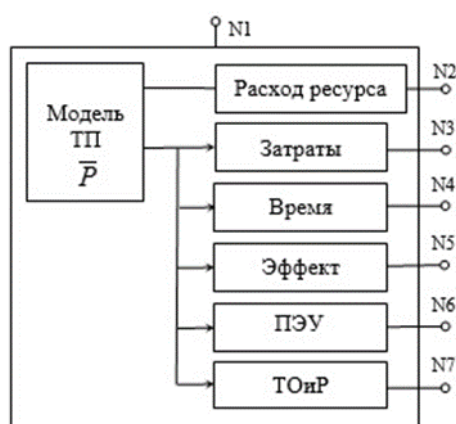 N1
N2
Расход ресурса
Модель
ТП
P̅
N3
Затраты
N4
Время
N5
Эффект
N6
ПЭУ
N7
ТОиР